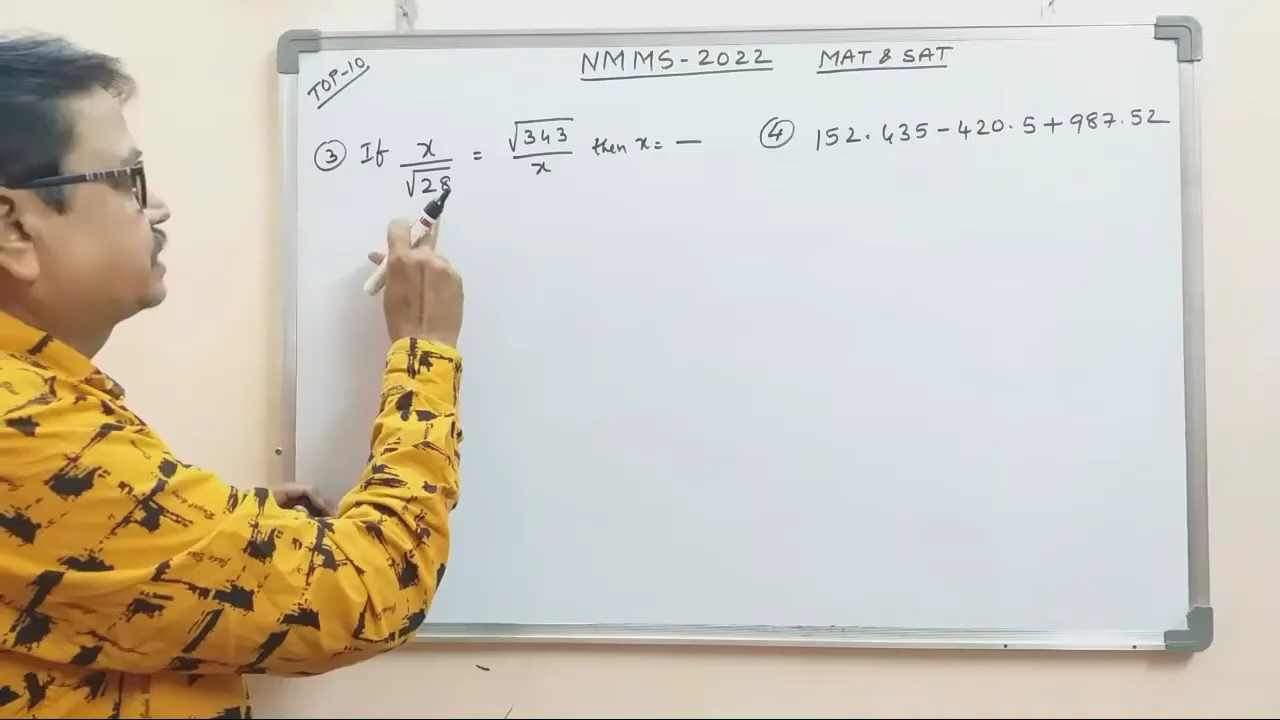 TOP-10
NMMS-2022 MAT & SAT
③ If x/√28 = √343/x then x = —
④ 152.435-420.5+987.52